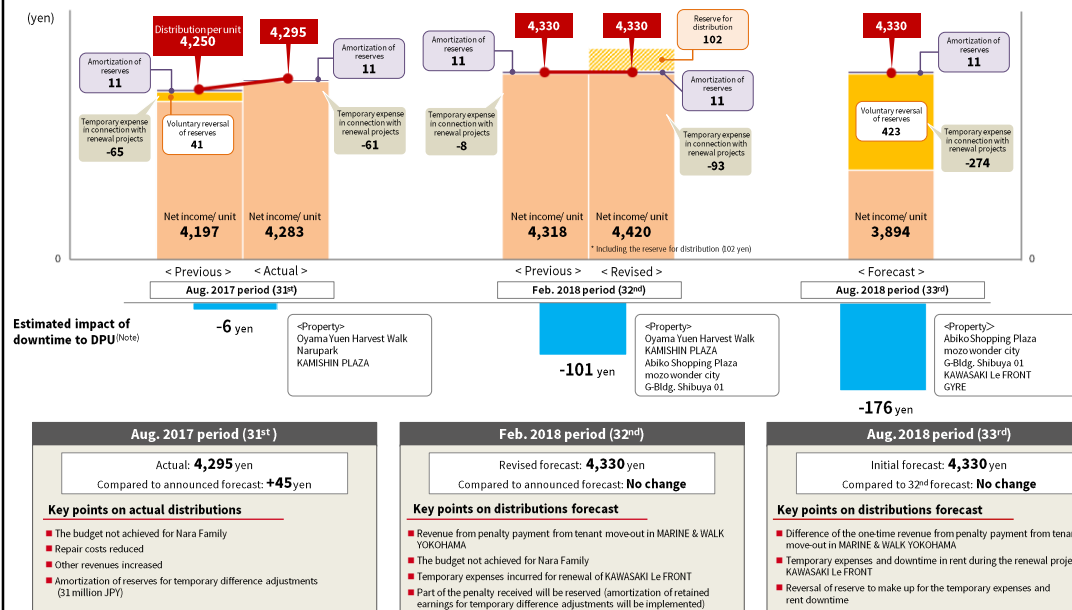 (yen)
Distribution per unit
4,250
4,295
Amortization of
reserves
11
Amortization of
reserves
11
Temporary expense
in connection with
renewal projects
-65
Voluntary reversal
of reserves
41
Temporary expense
in connection with
renewal projects
-61
Net income/ unit
4,197
Net income/ unit
4,283
4,330
4,330
Reserve for
distribution
102
Amortization of
reserves
11
Amortization of
reserves
11
Temporary expense
in connection with
renewal projects
-8
Temporary expense
in connection with
renewal projects
-93
Net income/ unit
4,318
Net income/ unit
4,420
* Including the reserve for distribution (102 yen)
4,330
Amortization of
reserves
11
Voluntary reversal
of reserves
423
Temporary expense
in connection with
renewal projects
-274
Net income/ unit
3,894
0
0
< Previous >
< Actual >
< Previous >
< Revised >
< Forecast >
Aug. 2017 period (31st)
Feb. 2018 period (32nd)
Aug. 2018 period (33rd)
Estimated impact of
downtime to DPU(Note)
-6 yen
<Property>
Oyama Yuen Harvest Walk
Narupark
KAMISHIN PLAZA
-101 yen
<Property>
Oyama Yuen Harvest Walk
KAMISHIN PLAZA
Abiko Shopping Plaza
mozo wonder city
G-Bldg. Shibuya 01
-176 yen
<Property>
Abiko Shopping Plaza
mozo wonder city
G-Bldg. Shibuya 01
KAWASAKI Le FRONT
GYRE
Aug. 2017 period (31st )
Actual: 4,295 yen
Compared to announced forecast: +45 yen
Key points on actual distributions
■ The budget not achieved for Nara Family
■ Repair costs reduced
■ Other revenues increased
■ Amortization of reserves for temporary difference adjustments
(31 million JPY)
Feb. 2018 period (32nd)
Revised forecast: 4,330 yen
Compared to announced forecast: No change
Key points on distributions forecast
■ Revenue from penalty payment from tenant move-out in MARINE & WALK
YOKOHAMA
■ The budget not achieved for Nara Family
■ Temporary expenses incurred for renewal of KAWASAKI Le FRONT
■ Part of the penalty received will be reserved (amortization of retained
earnings for temporary difference adjustments will be implemented)
Aug. 2018 period (33rd)
Initial forecast: 4,330 yen
Compared to 32nd forecast: No change
Key points on distributions forecast
■ Difference of the one-time revenue from penalty payment from
move-out in MARINE & WALK YOKOHAMA
■ Temporary expenses and downtime in rent during the renewal
KAWASAKI Le FRONT
■ Reversal of reserve to make up for the temporary expenses and
rent downtime